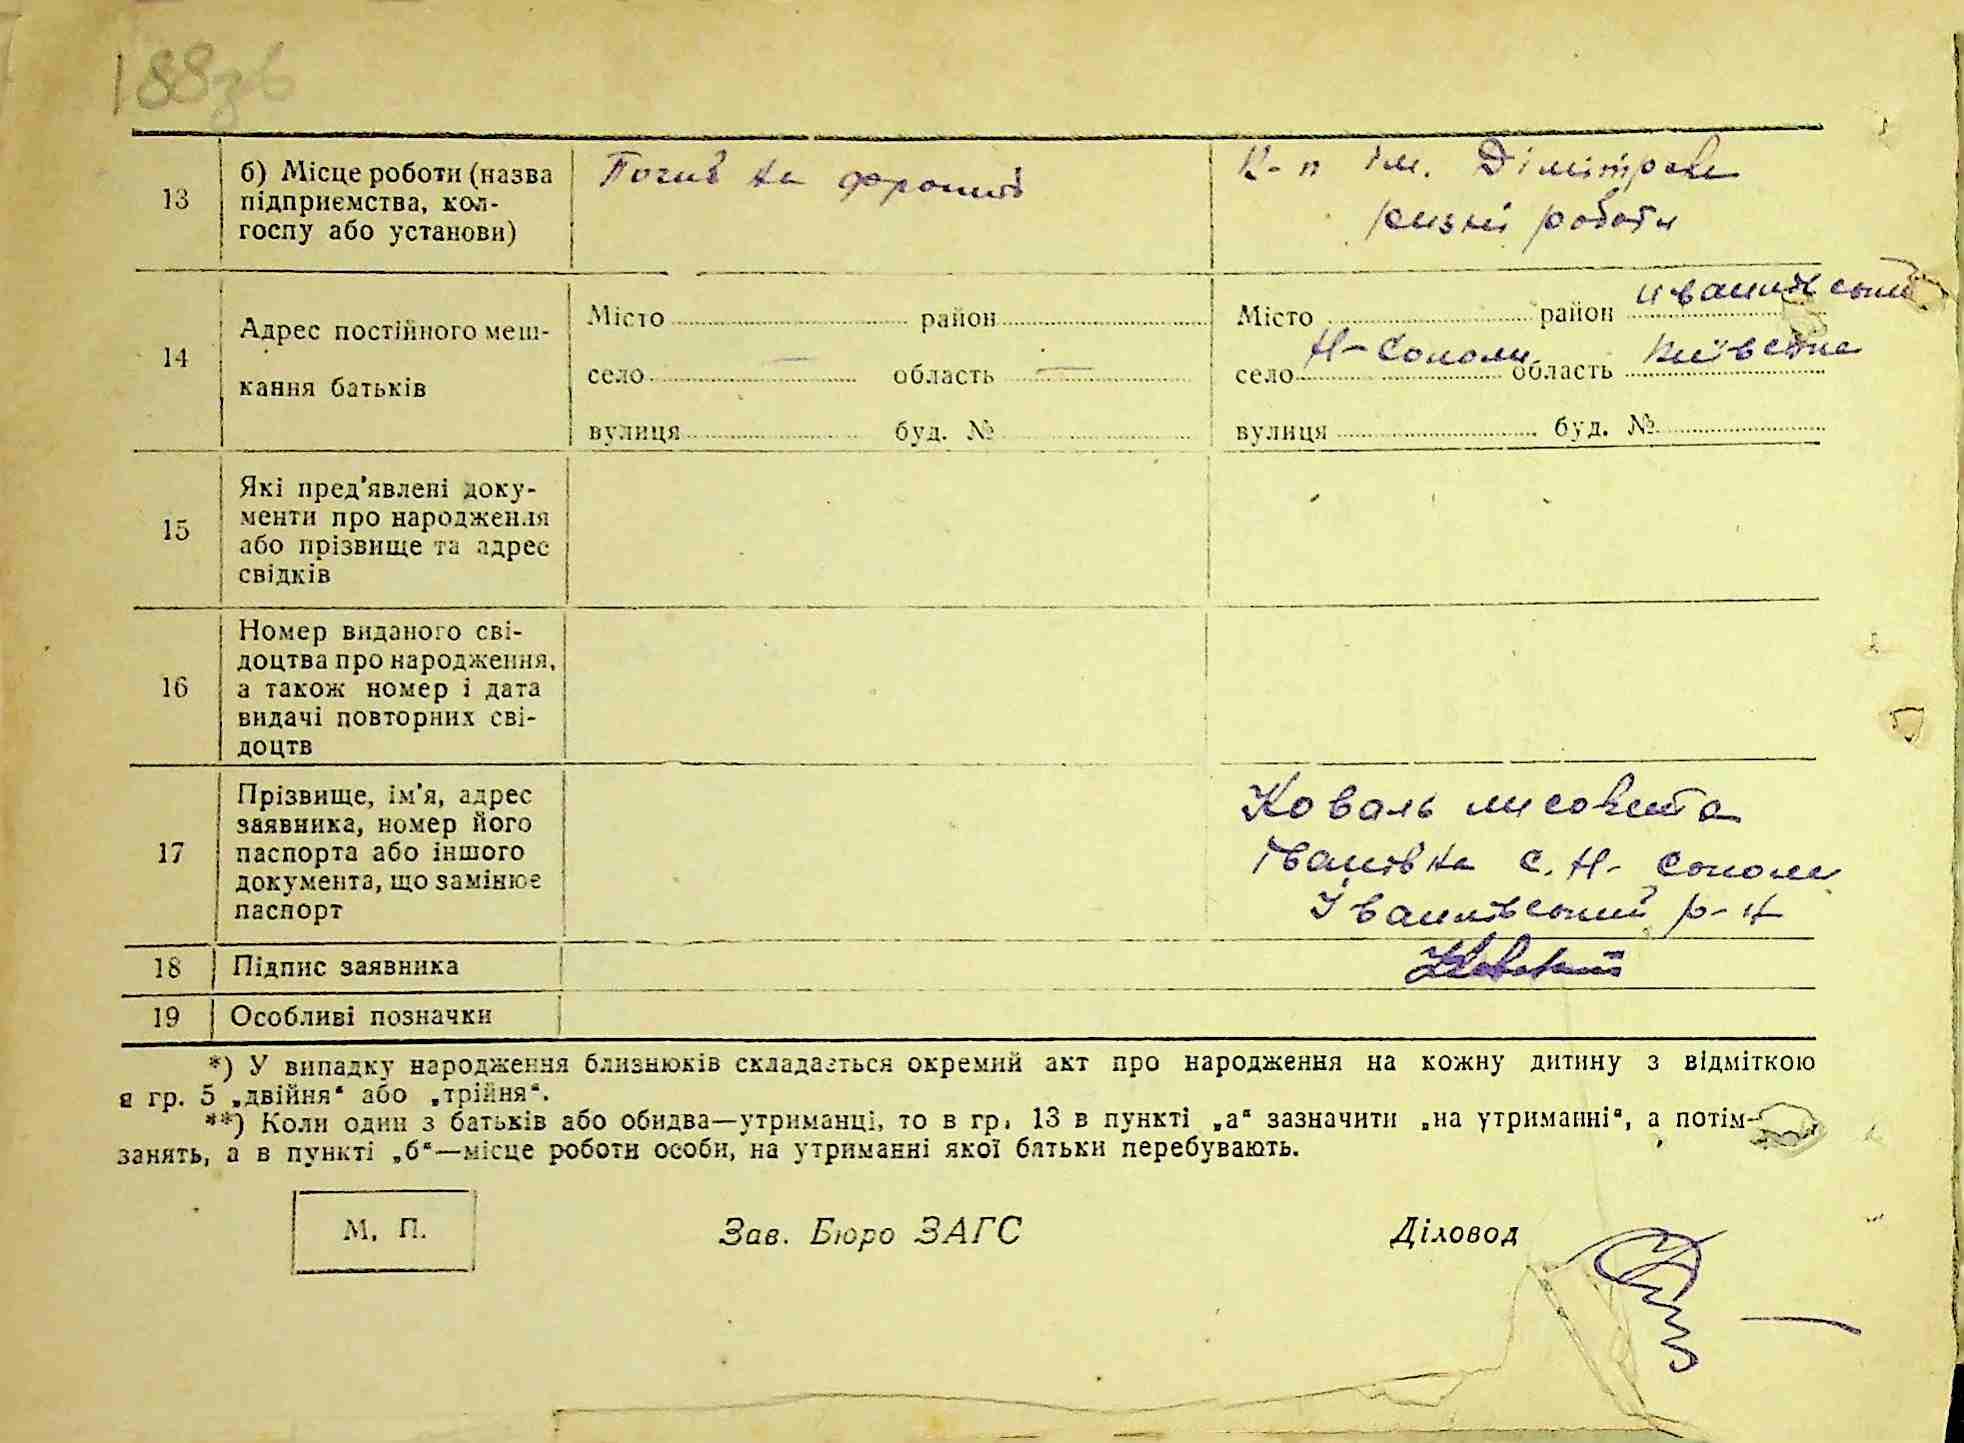 188зв
13
б) Місце роботи (назва
підприємства, кол-
госпу або установи)
Погиб на фронті
К-п ім. Дімітрова
різні роботи
14
Адрес постійного меш-
кання батьків
Місто район
село — область —
вулиця буд. №
Місто район Іванківський
село Н-Соколи область Київська
вулиця буд. №
15
Які пред'явлені доку-
менти про народження
або прізвище та адрес
свідків
16
Номер виданого сві-
доцтва про народження,
а також номер і дата
видачі повторних сві-
доцтв
17
Прізвище, ім'я, адрес
заявника, номер його
паспорта або іншого
документа, що замінює
паспорт
Коваль лисовета
Іванівна с. Н- Соколи
Іванківський р-н
18
Підпис заявника
19
Особливі позначки
*) У випадку народження близнюків складається окремий акт про народження на кожну дитину з відміткою
в гр. 5 „двійня“ або „трійня“.
**) Коли один з батьків або обидва—утриманці, то в гр. 13 в пункті „а“ зазначити „на утриманні“, а потім—
занять, а в пункті „б“—місце роботи особи, на утриманні якої батьки перебувають.
М. П.
Зав. Бюро ЗАГС
Діловод